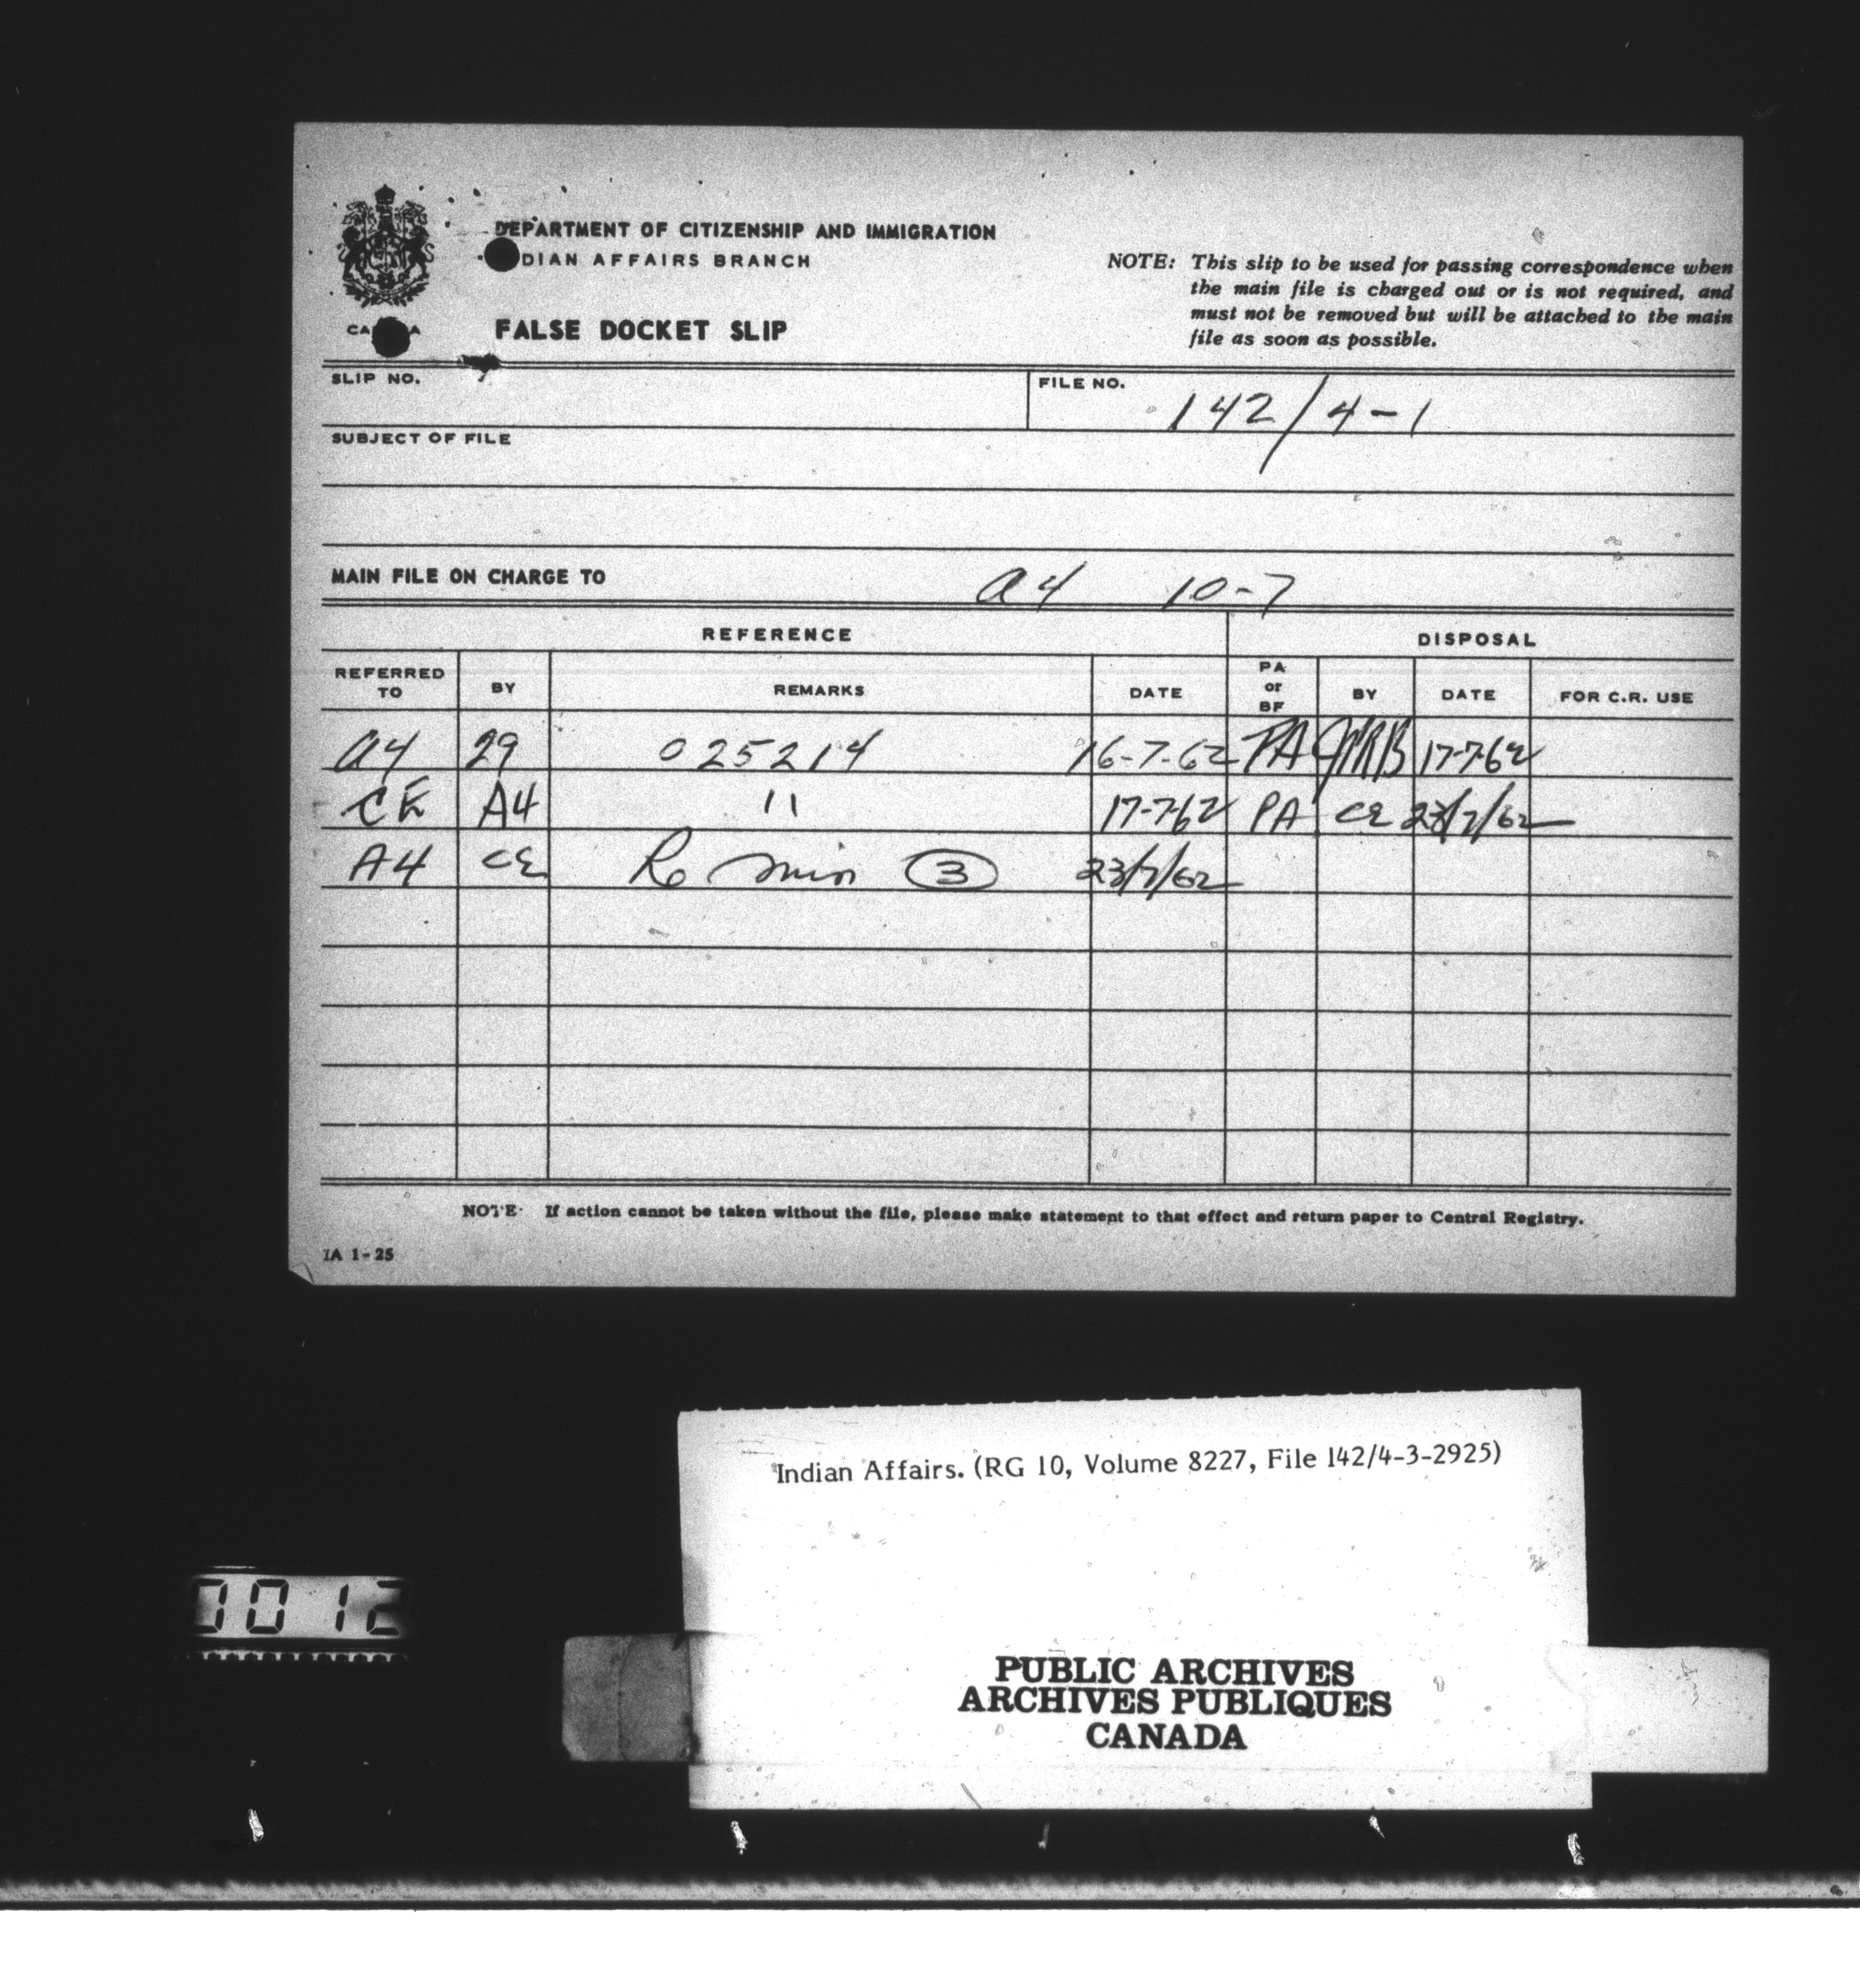 DEPARTMENT OF CITIZENSHIP AND IMMIGRATION
DIAN AFFAIRS BRANCH
CA A
FALSE DOCKET SLIP
NOTE: This slip to be used for passing correspondence when
the main file is charged out or is not required, and
must not be removed but will be attached to the main
file as soon as possible.
SLIP NO.
FILE NO. 142/4-1
SUBJECT OF FILE
MAIN FILE ON CHARGE TO a4 10-7
REFERENCE DISPOSAL
REFERRED TO BY REMARKS DATE PA or BF BY DATE FOR C.R. USE
a4 29 025214 16-7-62 PA 17-7-62
CE A4 11 17-7-62 PA CE 23/7/62
A4 CE Re min 3 23/7/62
NOTE: If action cannot be taken without the file, please make statement to that effect and return paper to Central Registry.
IA 1-25
Indian Affairs. (RG 10, Volume 8227, File 142/4-3-2925)
0012
PUBLIC ARCHIVES
ARCHIVES PUBLIQUES
CANADA